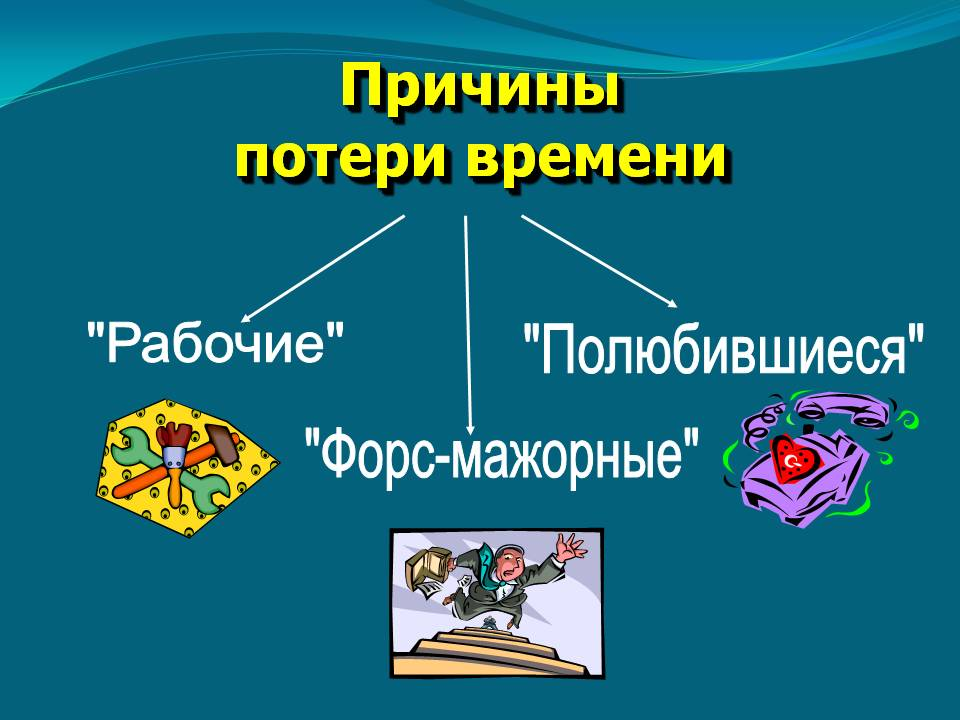 Причины
потери времени
"Рабочие"
"Полюбившиеся"
"Форс-мажорные"